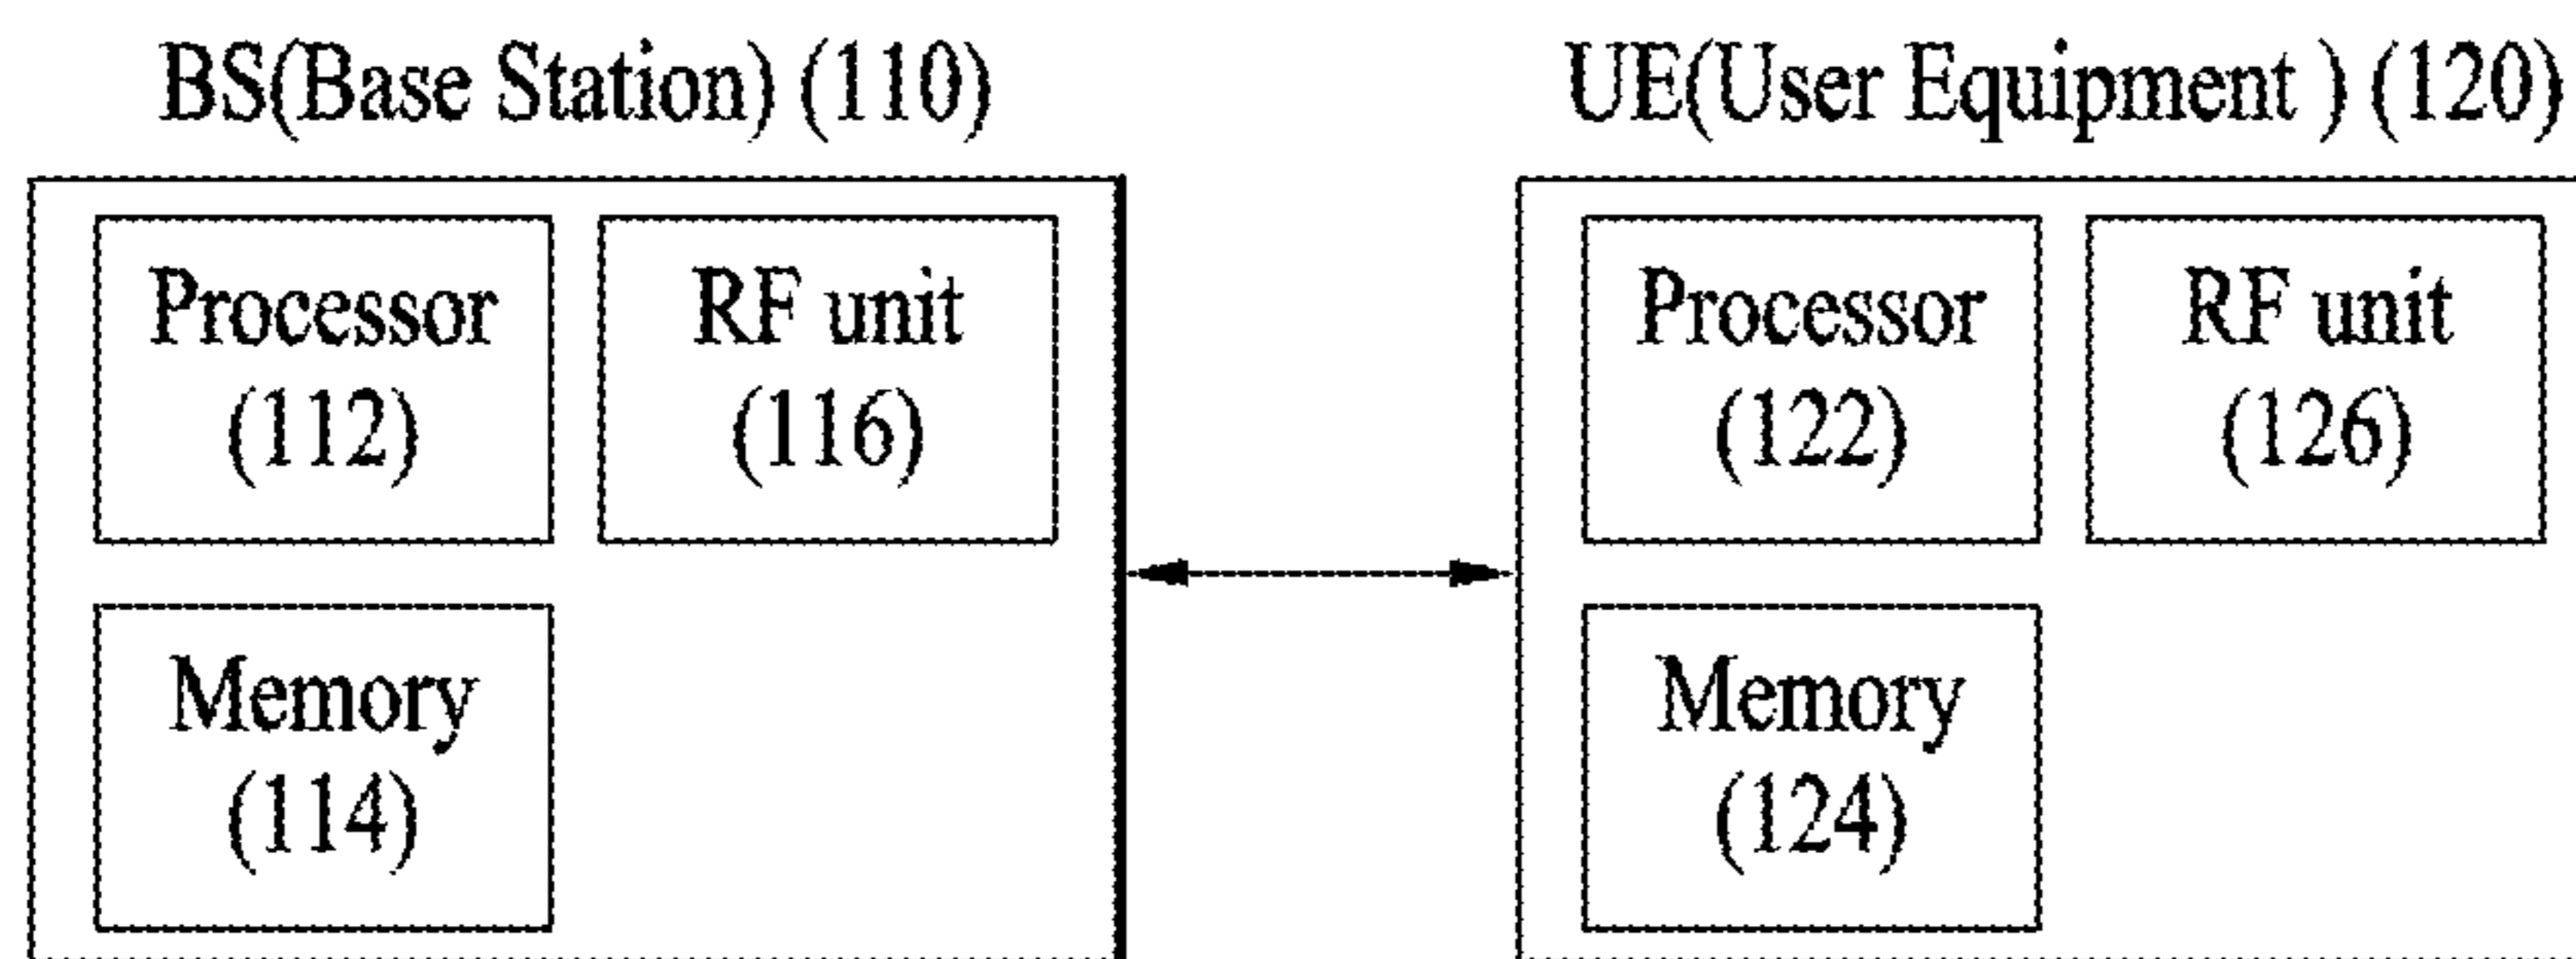 BS(Base Station) (110)
UE(User Equipment ) (120)
Processor
(112)
RF unit
(116)
Memory
(114)
Processor
(122)
RF unit
(126)
Memory
(124)